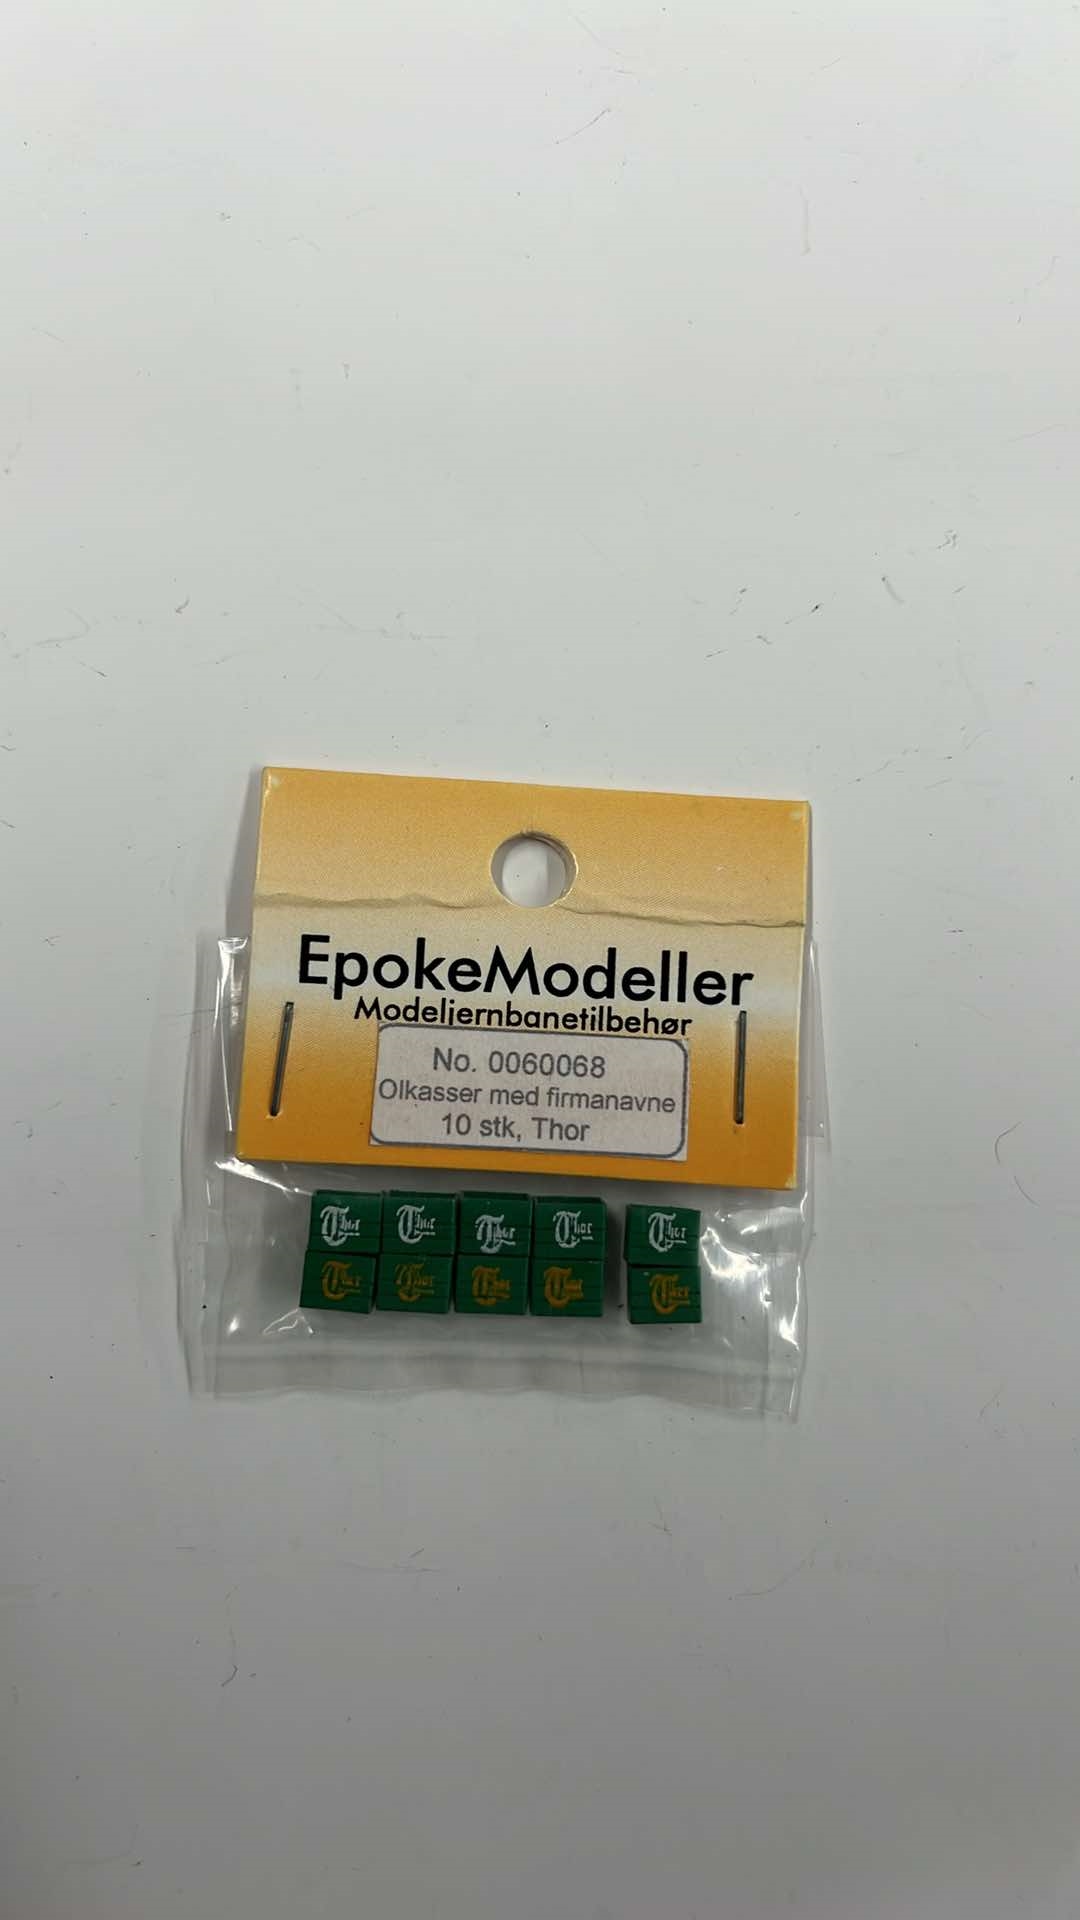 EpokeModeller
Modeljernbanetilbehør
No. 0060068
Olkasser med firmanavne
10 stk, Thor
Thor Thor Thor Thor Thor
Thor Thor Thor Thor Thor